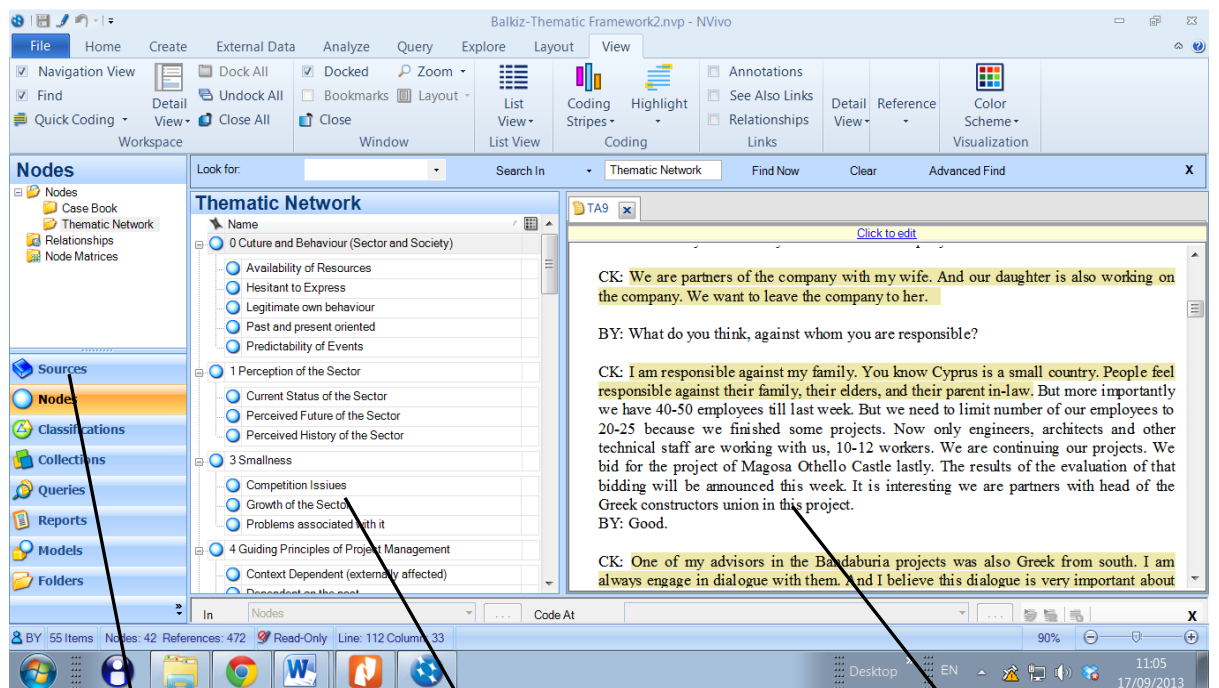 Balkiz-Thematic Framework2.nvp - NVivo
File Home Create External Data Analyze Query Explore Layout View
Navigation View Dock All Docked Zoom Annotations
Find Undock All Bookmarks Layout See Also Links
Quick Coding Close All Close Relationships
Detail View List View Coding Stripes Highlight Detail View Reference Color Scheme
Workspace Window List View Coding Links Visualization
Nodes
Look for: Search In Thematic Network Find Now Clear Advanced Find X
Nodes
Case Book
Thematic Network
Relationships
Node Matrices
Sources
Nodes
Classifications
Collections
Queries
Reports
Models
Folders
Thematic Network
Name
0 Cuture and Behaviour (Sector and Society)
Availability of Resources
Hesitant to Express
Legitimate own behaviour
Past and present oriented
Predictability of Events
1 Perception of the Sector
Current Status of the Sector
Perceived Future of the Sector
Perceived History of the Sector
3 Smallness
Competition Issiues
Growth of the Sector
Problems associated with it
4 Guiding Principles of Project Management
Context Dependent (externally affected)
Dependent on the past
TA9 x
Click to edit
CK: We are partners of the company with my wife. And our daughter is also working on
the company. We want to leave the company to her.
BY: What do you think, against whom you are responsible?
CK: I am responsible against my family. You know Cyprus is a small country. People feel
responsible against their family, their elders, and their parent in-law. But more importantly
we have 40-50 employees till last week. But we need to limit number of our employees to
20-25 because we finished some projects. Now only engineers, architects and other
technical staff are working with us, 10-12 workers. We are continuing our projects. We
bid for the project of Magosa Othello Castle lastly. The results of the evaluation of that
bidding will be announced this week. It is interesting we are partners with head of the
Greek constructors union in this project.
BY: Good.
CK: One of my advisors in the Bandaburia projects was also Greek from south. I am
always engage in dialogue with them. And I believe this dialogue is very important about
In Nodes ... Code At ... X
BY 55 Items Nodes: 42 References: 472 Read-Only Line: 112 Column: 33 90%
Desktop EN 11:05
17/09/2013